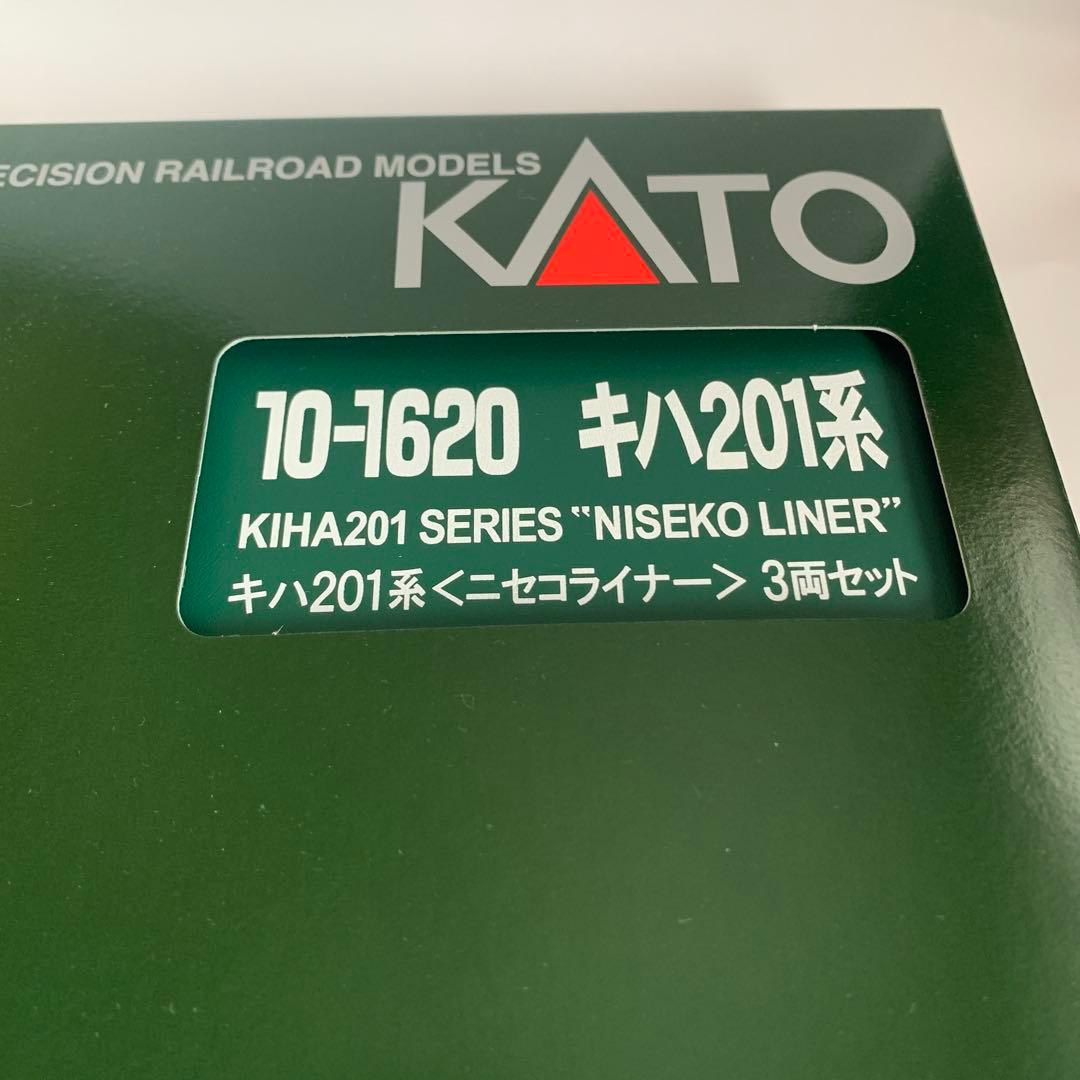 ECISION RAILROAD MODELS
KATO
10-1620 キハ201系
KIHA201 SERIES “NISEKO LINER”
キハ201系＜ニセコライナー＞3両セット